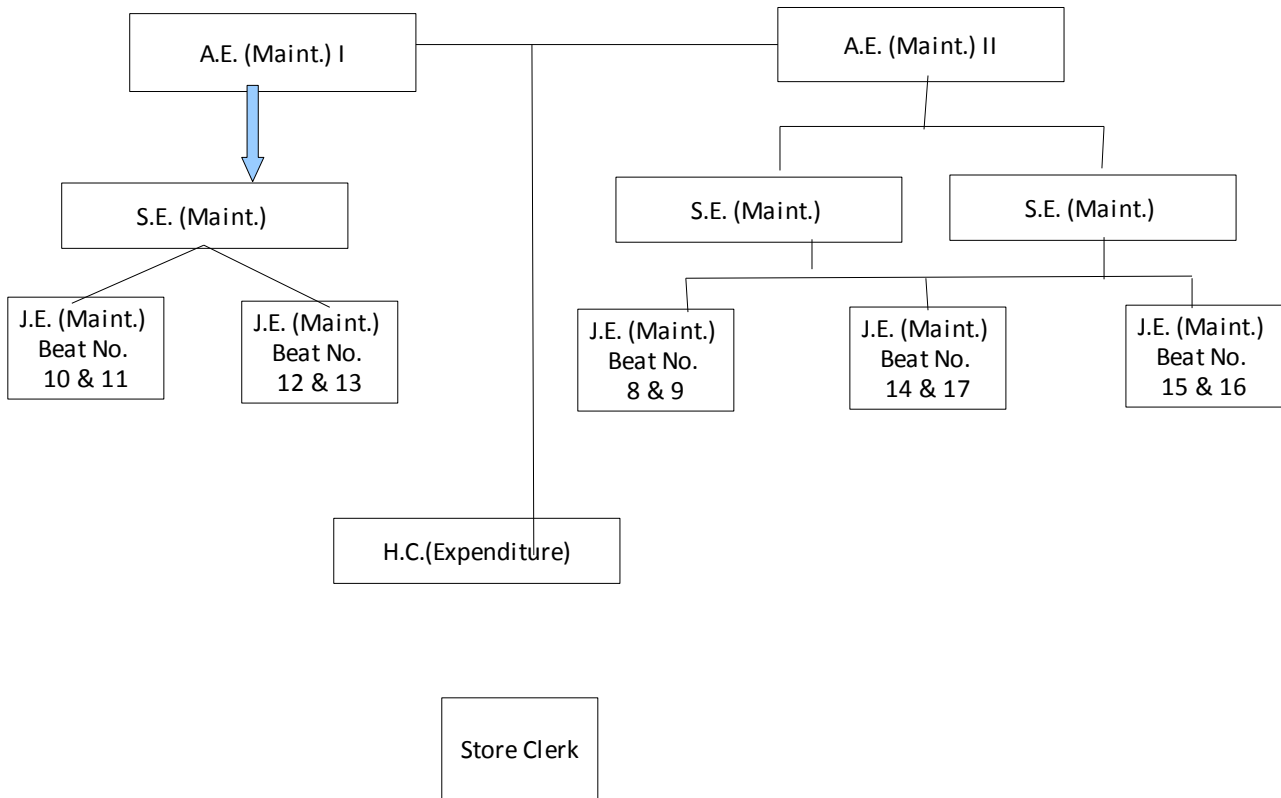 A.E. (Maint.) I
A.E. (Maint.) II
S.E. (Maint.)
S.E. (Maint.)
S.E. (Maint.)
J.E. (Maint.)
Beat No.
10 & 11
J.E. (Maint.)
Beat No.
12 & 13
J.E. (Maint.)
Beat No.
8 & 9
J.E. (Maint.)
Beat No.
14 & 17
J.E. (Maint.)
Beat No.
15 & 16
H.C.(Expenditure)
Store Clerk